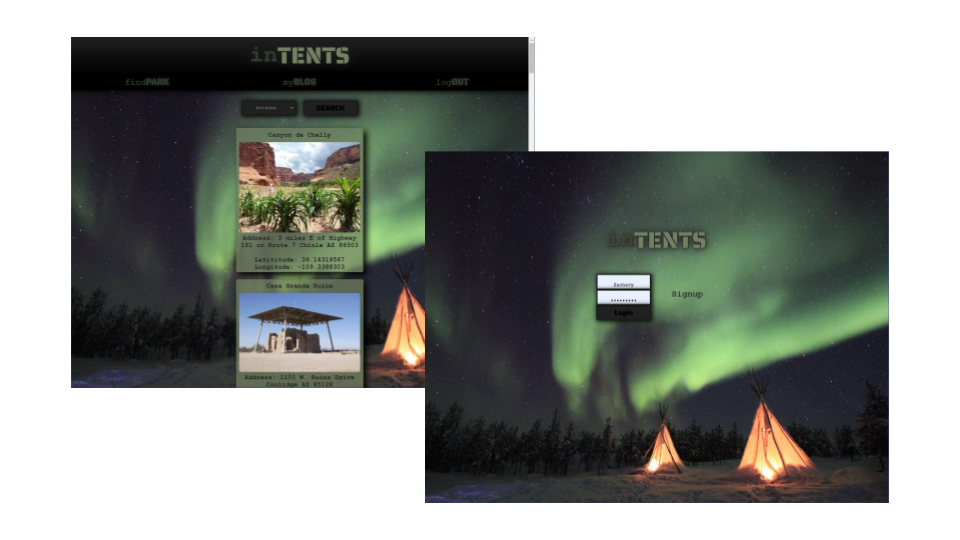 inTENTS
findPARK myBLOG logOUT
Arizona SEARCH
Canyon de Chelly
Address: 3 miles E of Highway
191 on Route 7 Chinle AZ 86503
Latitude: 36.14319567
Longitude: -109.3388303
Casa Grande Ruins
Address: 1100 W. Ruins Drive
Coolidge AZ 85128
inTENTS
Zachary
Signup
Login